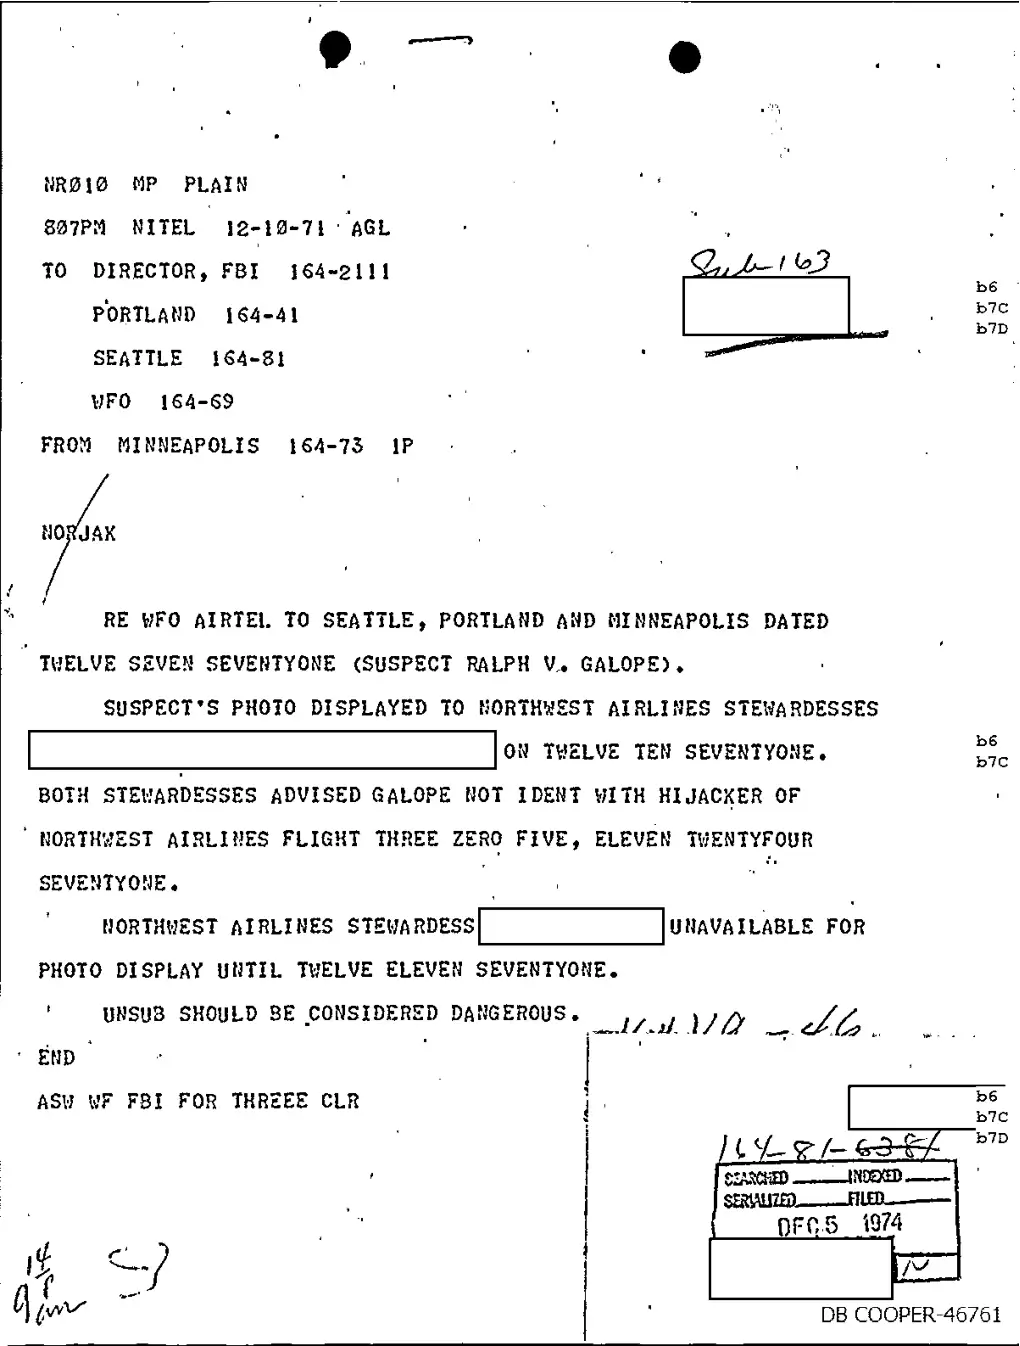 NR010 MP PLAIN
807PM NITEL 12-10-71 AGL
TO DIRECTOR, FBI 164-2111
Sub-163
b6
b7C
b7D
PORTLAND 164-41
SEATTLE 164-81
WFO 164-69
FROM MINNEAPOLIS 164-73 1P
NORJAK
RE WFO AIRTEL TO SEATTLE, PORTLAND AND MINNEAPOLIS DATED
TWELVE SEVEN SEVENTYONE (SUSPECT RALPH V. GALOPE).
SUSPECT'S PHOTO DISPLAYED TO NORTHWEST AIRLINES STEWARDESSES
ON TWELVE TEN SEVENTYONE.
b6
b7C
BOTH STEWARDESSES ADVISED GALOPE NOT IDENT WITH HIJACKER OF
NORTHWEST AIRLINES FLIGHT THREE ZERO FIVE, ELEVEN TWENTYFOUR
SEVENTYONE.
NORTHWEST AIRLINES STEWARDESS UNAVAILABLE FOR
PHOTO DISPLAY UNTIL TWELVE ELEVEN SEVENTYONE.
UNSUB SHOULD BE CONSIDERED DANGEROUS.
END
ASW WF FBI FOR THREEE CLR
b6
b7C
b7D
164-81-6381
SEARCHED INDEXED
SERIALIZED FILED
DEC 5 1974
N
14
9am
DB COOPER-46761